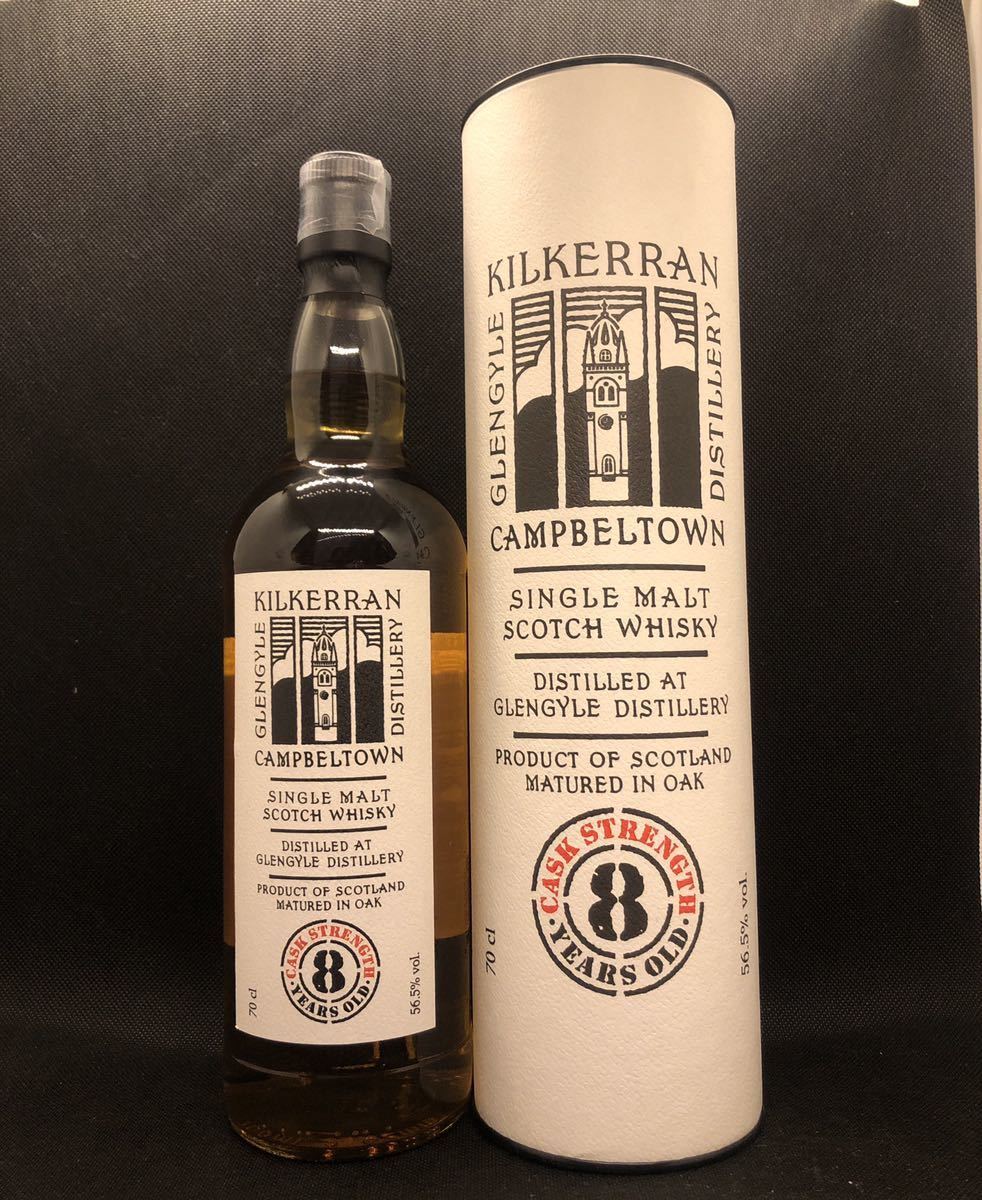 KILKERRAN
GLENGYLE
DISTILLERY
CAMPBELTOWN
SINGLE MALT
SCOTCH WHISKY
DISTILLED AT
GLENGYLE DISTILLERY
PRODUCT OF SCOTLAND
MATURED IN OAK
CASK STRENGTH
8
·YEARS OLD·
70 cl
56.5% vol.
KILKERRAN
GLENGYLE
DISTILLERY
CAMPBELTOWN
SINGLE MALT
SCOTCH WHISKY
DISTILLED AT
GLENGYLE DISTILLERY
PRODUCT OF SCOTLAND
MATURED IN OAK
CASK STRENGTH
8
·YEARS OLD·
70 cl
56.5% vol.